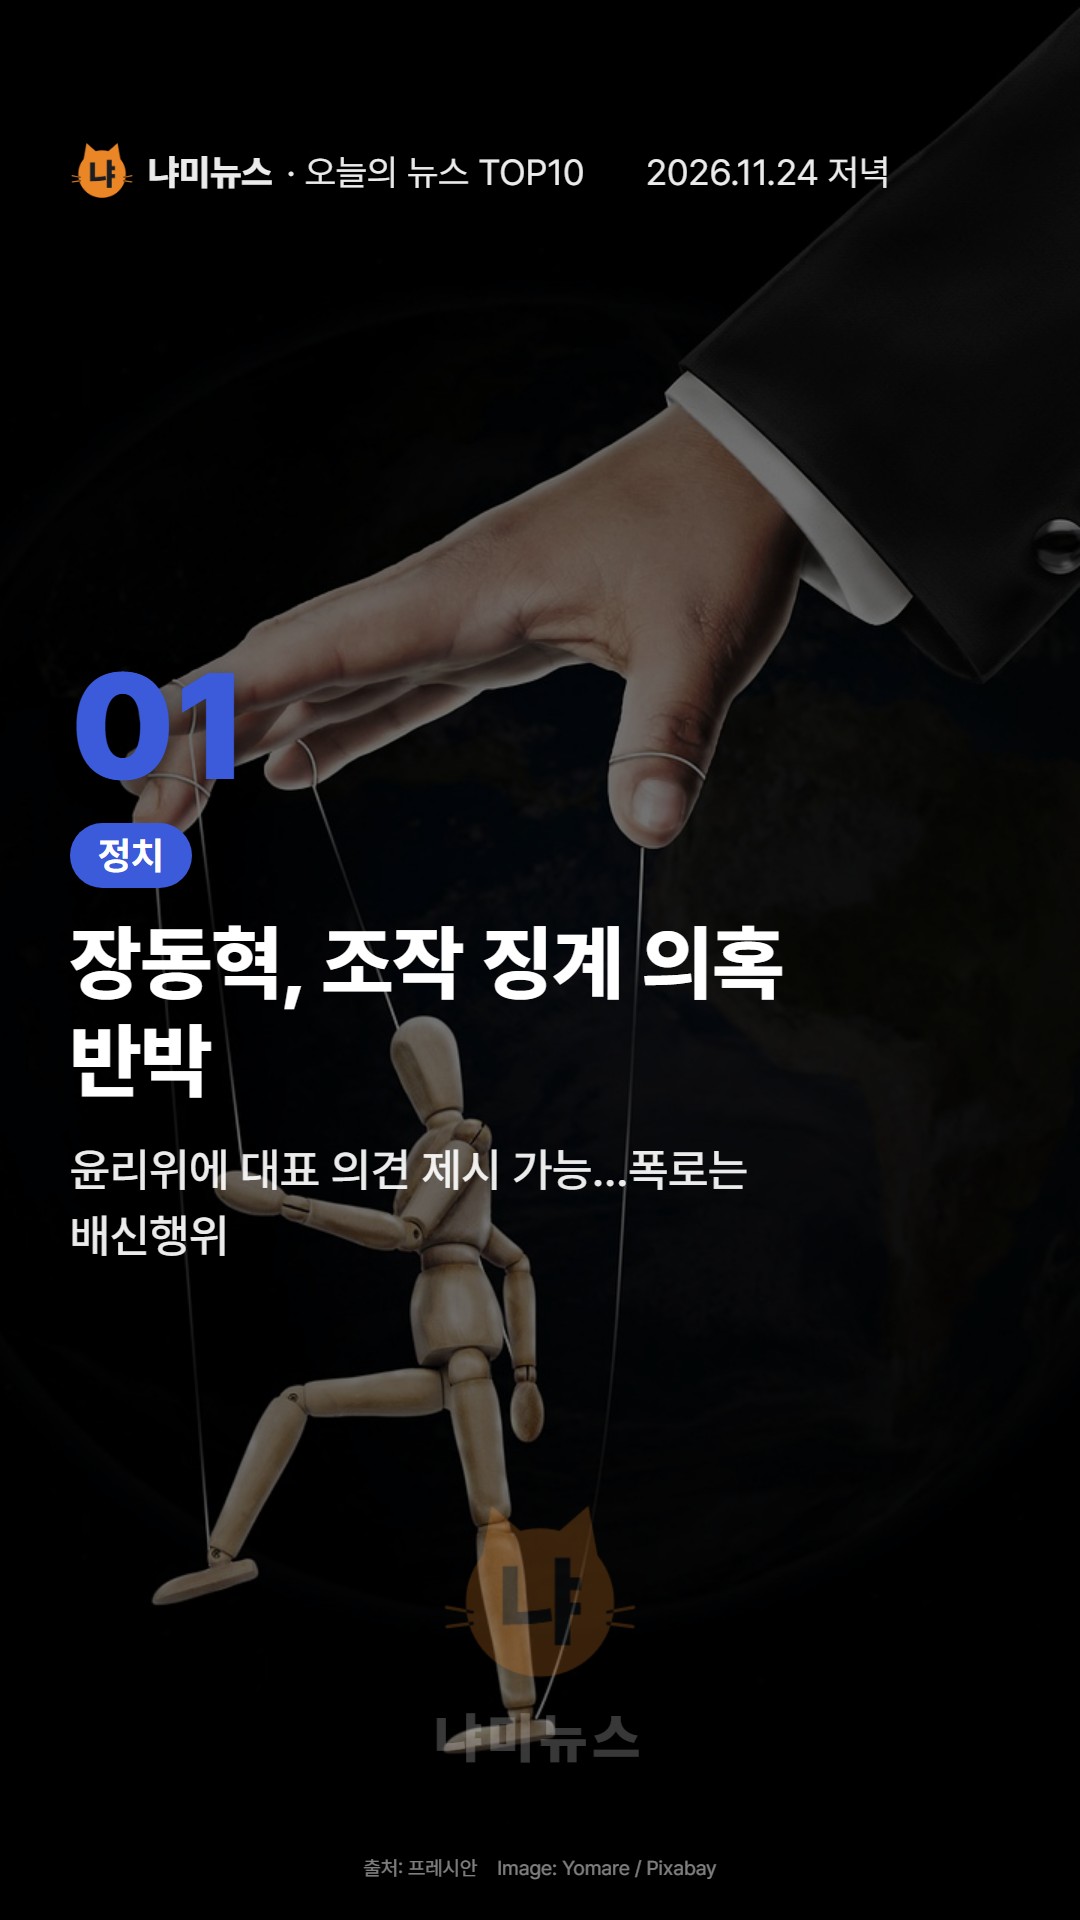 냐 냐미뉴스 · 오늘의 뉴스 TOP10 2026.11.24 저녁
01
정치
장동혁, 조작 징계 의혹
반박
윤리위에 대표 의견 제시 가능...폭로는
배신행위
냐
냐미뉴스
출처: 프레시안 Image: Yomare / Pixabay